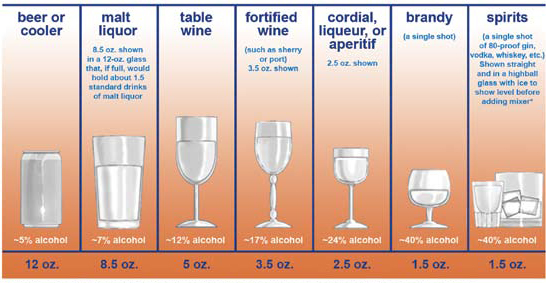 beer or
cooler
malt
liquor
8.5 oz. shown
in a 12-oz. glass
that, if full, would
hold about 1.5
standard drinks
of malt liquor
table
wine
fortified
wine
(such as sherry
or port)
3.5 oz. shown
cordial,
liqueur, or
aperitif
2.5 oz. shown
brandy
(a single shot)
spirits
(a single shot
of 80-proof gin,
vodka, whiskey, etc.)
Shown straight
and in a highball
glass with ice to
show level before
adding mixer*
~5% alcohol
~7% alcohol
~12% alcohol
~17% alcohol
~24% alcohol
~40% alcohol
~40% alcohol
12 oz.
8.5 oz.
5 oz.
3.5 oz.
2.5 oz.
1.5 oz.
1.5 oz.